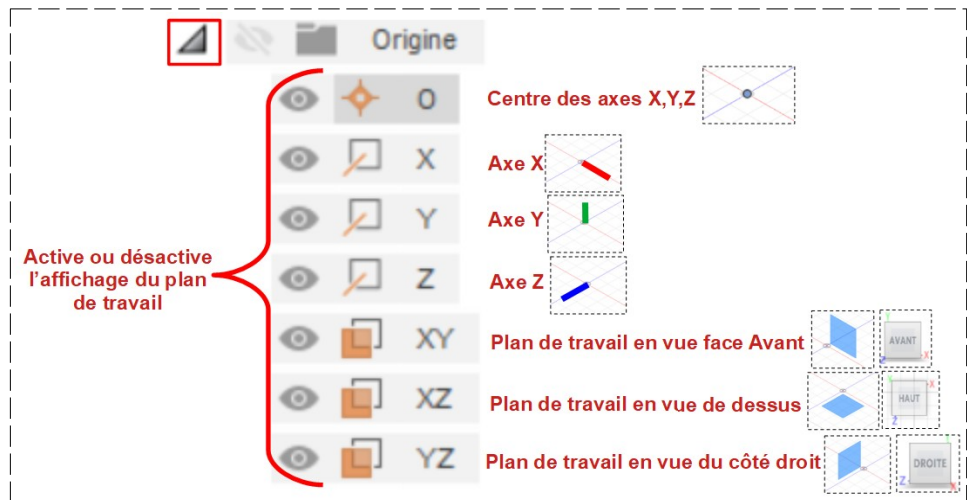 Origine
O
Centre des axes X,Y,Z
X
Axe X
Y
Axe Y
Z
Axe Z
Active ou désactive
l’affichage du plan
de travail
XY
Plan de travail en vue face Avant
Y
AVANT
Z
X
XZ
Plan de travail en vue de dessus
Y
X
HAUT
Z
YZ
Plan de travail en vue du côté droit
Y
DROITE
Z
X